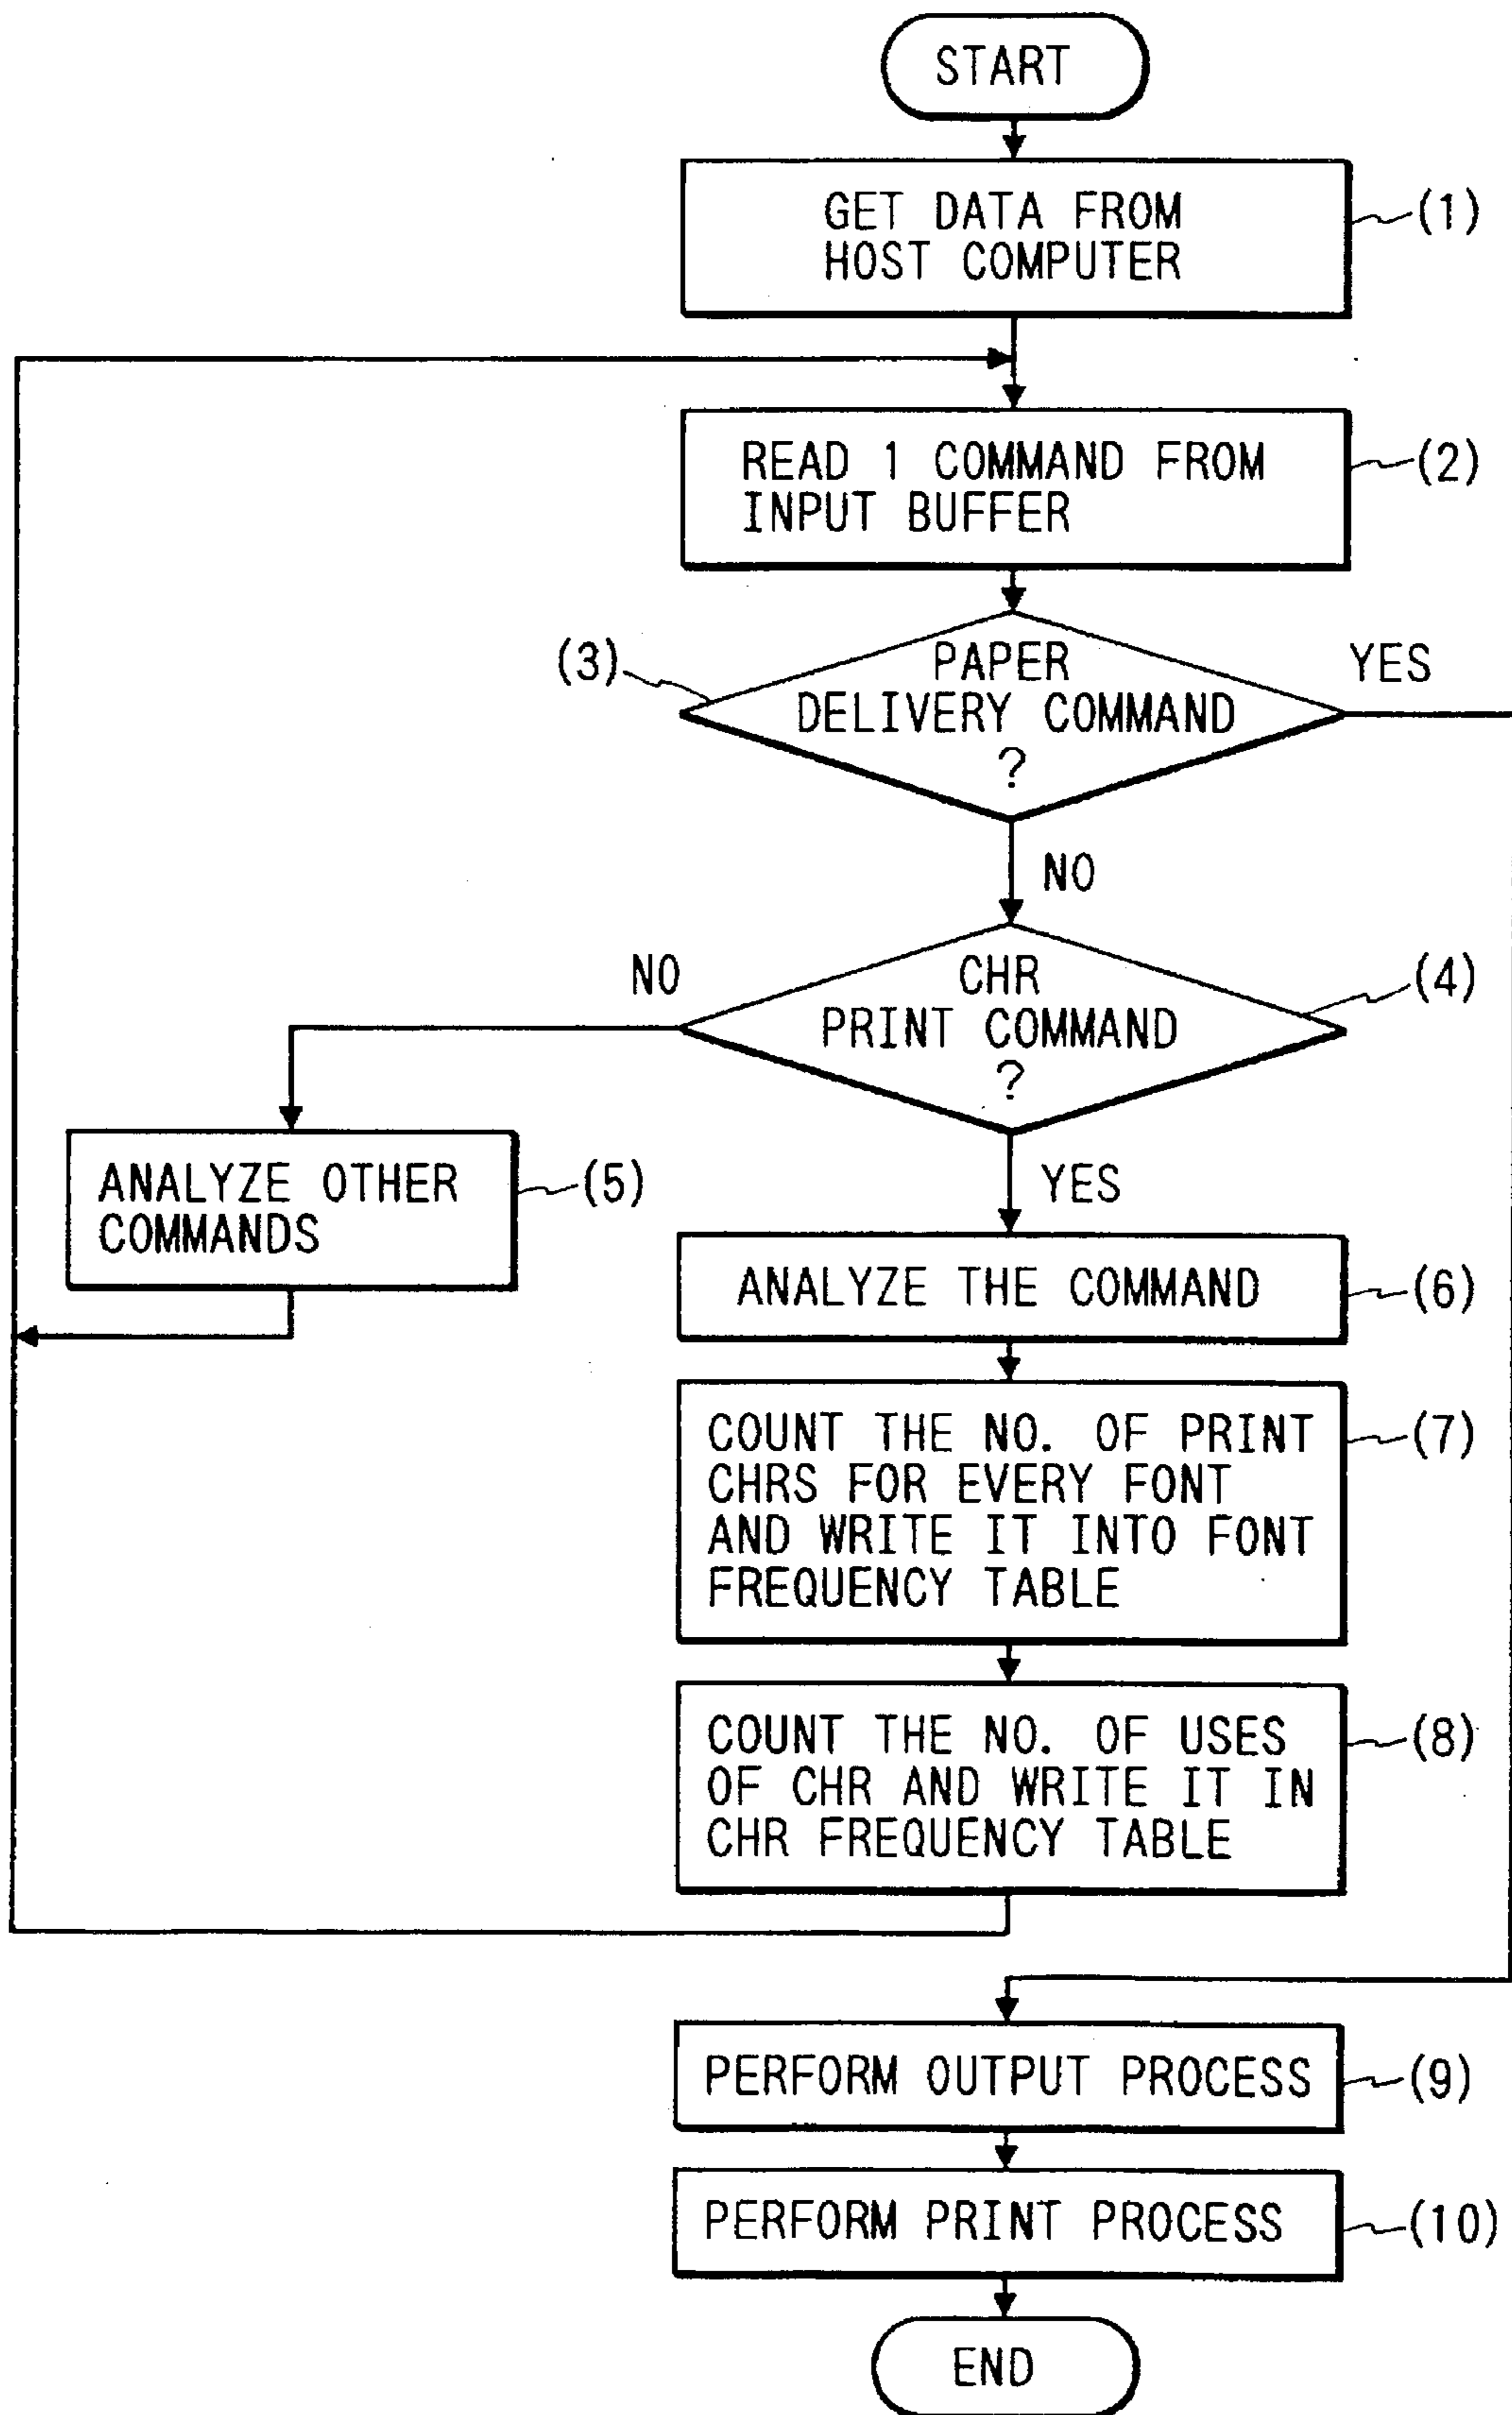 START
GET DATA FROM
HOST COMPUTER
(1)
READ 1 COMMAND FROM
INPUT BUFFER
(2)
(3)
PAPER
DELIVERY COMMAND
?
YES
NO
NO
CHR
PRINT COMMAND
?
(4)
ANALYZE OTHER
COMMANDS
(5)
YES
ANALYZE THE COMMAND
(6)
COUNT THE NO. OF PRINT
CHRS FOR EVERY FONT
AND WRITE IT INTO FONT
FREQUENCY TABLE
(7)
COUNT THE NO. OF USES
OF CHR AND WRITE IT IN
CHR FREQUENCY TABLE
(8)
PERFORM OUTPUT PROCESS
(9)
PERFORM PRINT PROCESS
(10)
END